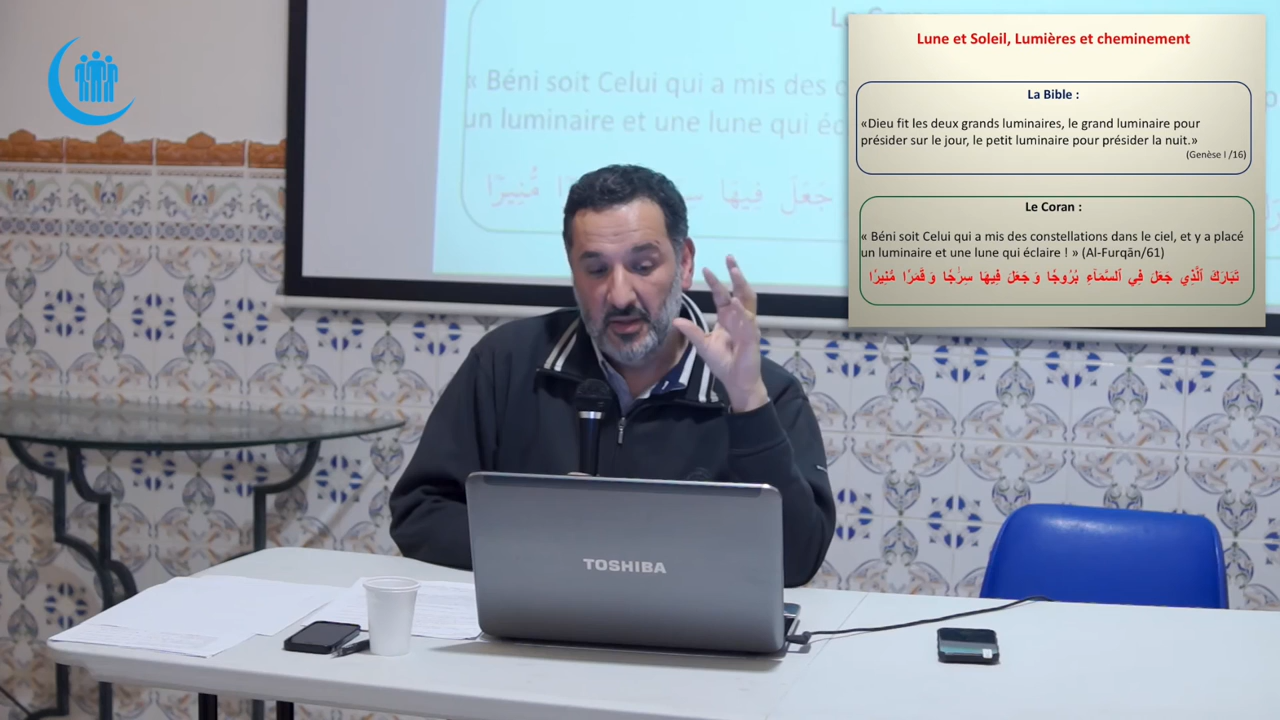 Le
« Béni soit Celui qui a mis des
un luminaire et une lune qui
جَعَلَ فِيهَا
مُّنِيرًا
Lune et Soleil, Lumières et cheminement
La Bible :
«Dieu fit les deux grands luminaires, le grand luminaire pour
présider sur le jour, le petit luminaire pour présider la nuit.»
(Genèse I /16)
Le Coran :
« Béni soit Celui qui a mis des constellations dans le ciel, et y a placé
un luminaire et une lune qui éclaire ! » (Al-Furqān/61)
تَبَارَكَ ٱلَّذِي جَعَلَ فِي ٱلسَّمَآءِ بُرُوجًا وَجَعَلَ فِيهَا سِرَٰجًا وَقَمَرًا مُّنِيرًا
TOSHIBA